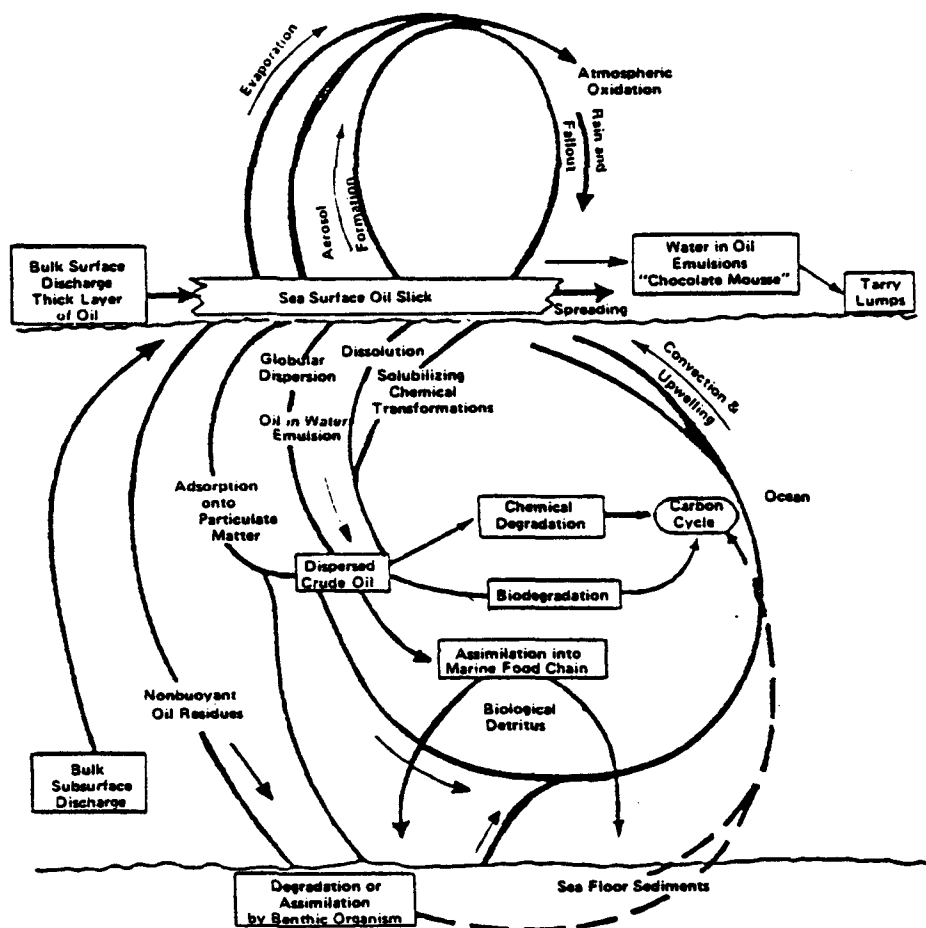 Evaporation
Atmospheric
Oxidation
Rain and
Fallout
Aerosol
Formation
Bulk Surface
Discharge
Thick Layer
of Oil
Sea Surface Oil Slick
Spreading
Water in Oil
Emulsions
"Chocolate Mousse"
Tarry
Lumps
Globular
Dispersion
Dissolution
Solubilizing
Chemical
Transformations
Oil in Water
Emulsion
Convection &
Upwelling
Adsorption
onto
Particulate
Matter
Chemical
Degradation
Carbon
Cycle
Ocean
Dispersed
Crude Oil
Biodegradation
Assimilation into
Marine Food Chain
Nonbuoyant
Oil Residues
Biological
Detritus
Bulk
Subsurface
Discharge
Degradation or
Assimilation
by Benthic Organism
Sea Floor Sediments